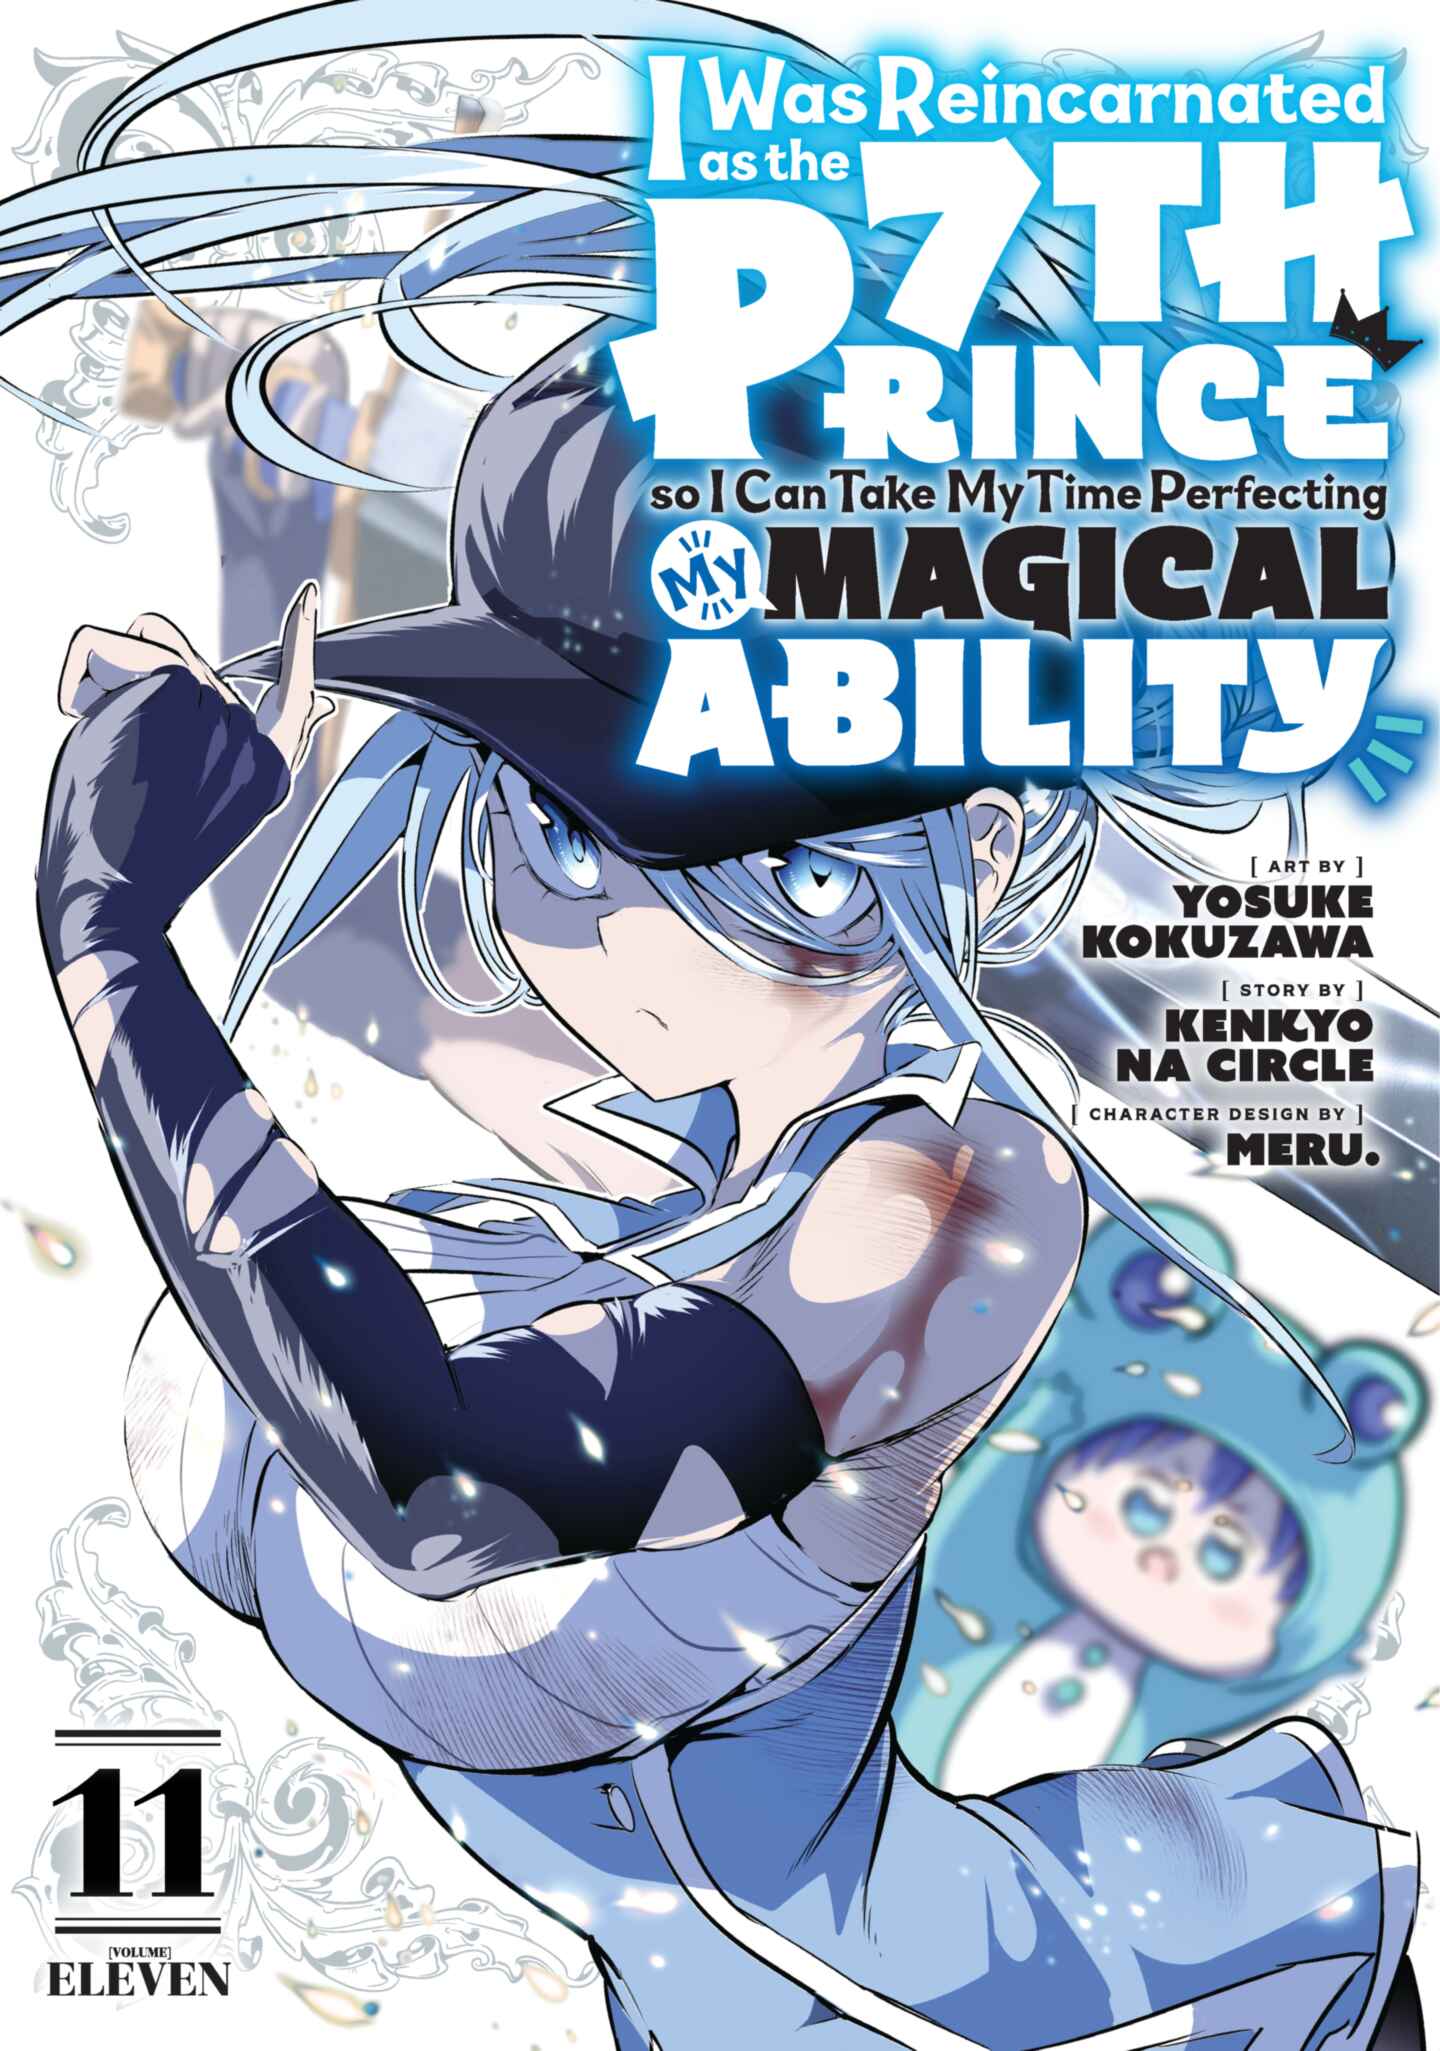 I Was Reincarnated
as the 7TH
PRINCE
so I Can Take My Time Perfecting
My MAGICAL
ABILITY
[ ART BY ]
YOSUKE
KOKUZAWA
[ STORY BY ]
KENKYO
NA CIRCLE
[ CHARACTER DESIGN BY ]
MERU.
11
[VOLUME]
ELEVEN